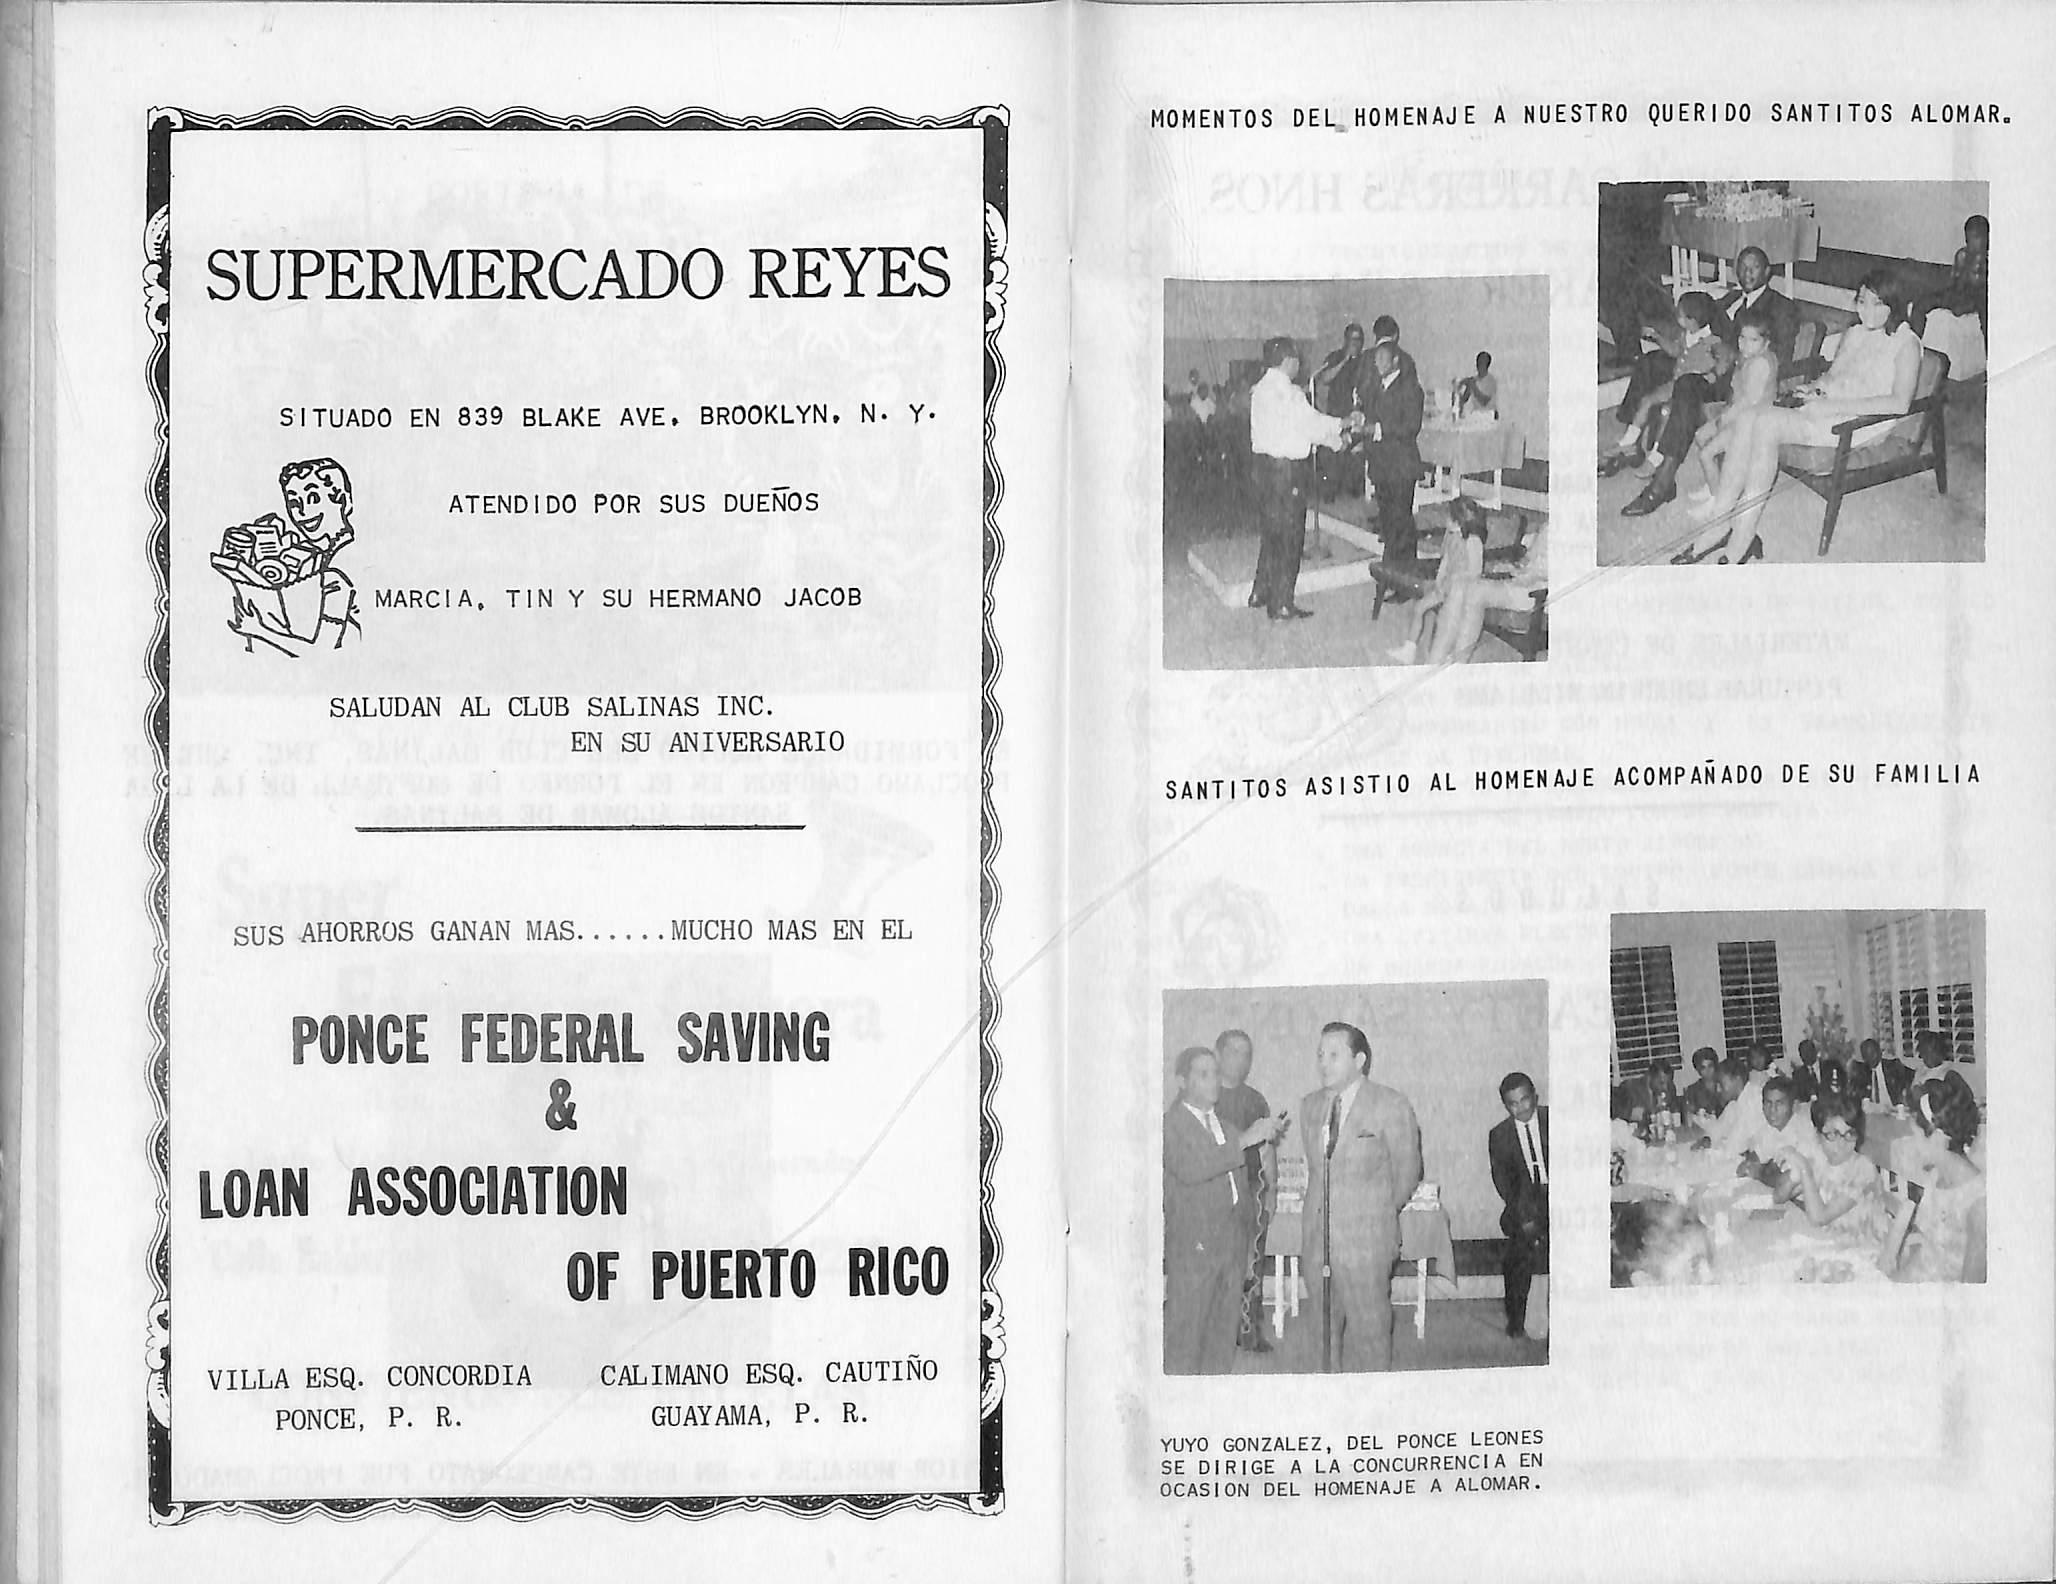 SUPERMERCADO REYES
SITUADO EN 839 BLAKE AVE. BROOKLYN. N. Y.
ATENDIDO POR SUS DUEÑOS
MARCIA. TIN Y SU HERMANO JACOB
SALUDAN AL CLUB SALINAS INC.
EN SU ANIVERSARIO
SUS AHORROS GANAN MAS......MUCHO MAS EN EL
PONCE FEDERAL SAVING
&
LOAN ASSOCIATION
OF PUERTO RICO
VILLA ESQ. CONCORDIA
PONCE, P. R.
CALIMANO ESQ. CAUTIÑO
GUAYAMA, P. R.
MOMENTOS DEL HOMENAJE A NUESTRO QUERIDO SANTITOS ALOMAR.
SANTITOS ASISTIO AL HOMENAJE ACOMPAÑADO DE SU FAMILIA
YUYO GONZALEZ, DEL PONCE LEONES
SE DIRIGE A LA CONCURRENCIA EN
OCASION DEL HOMENAJE A ALOMAR.